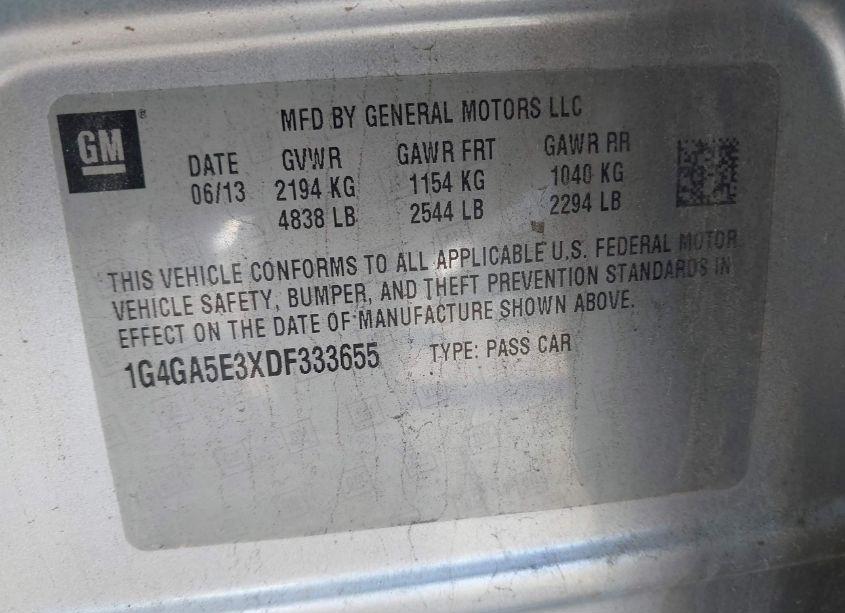 GM®
MFD BY GENERAL MOTORS LLC
DATE GVWR GAWR FRT GAWR RR
06/13 2194 KG 1154 KG 1040 KG
4838 LB 2544 LB 2294 LB
THIS VEHICLE CONFORMS TO ALL APPLICABLE U.S. FEDERAL MOTOR
VEHICLE SAFETY, BUMPER, AND THEFT PREVENTION STANDARDS IN
EFFECT ON THE DATE OF MANUFACTURE SHOWN ABOVE.
1G4GA5E3XDF333655 TYPE: PASS CAR